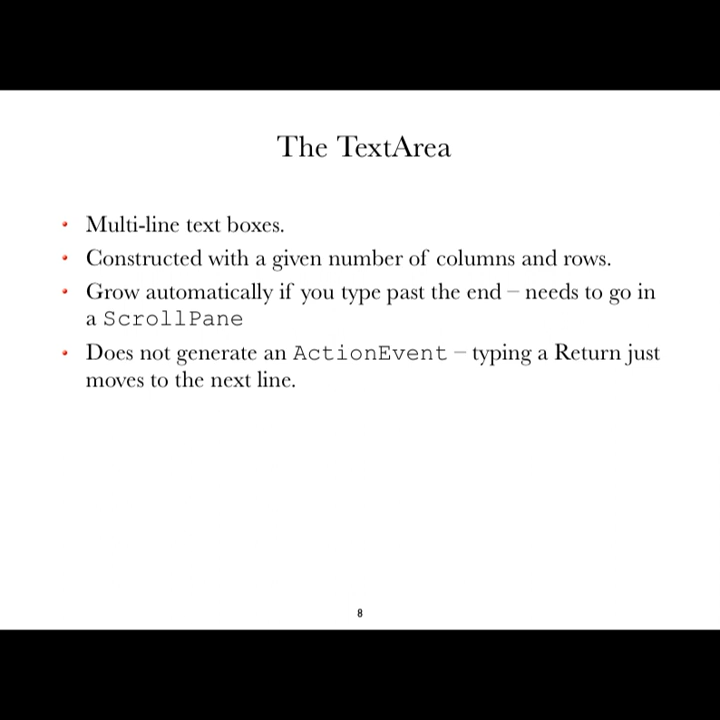 The TextArea
• Multi-line text boxes.
• Constructed with a given number of columns and rows.
• Grow automatically if you type past the end – needs to go in
a ScrollPane
• Does not generate an ActionEvent – typing a Return just
moves to the next line.
8